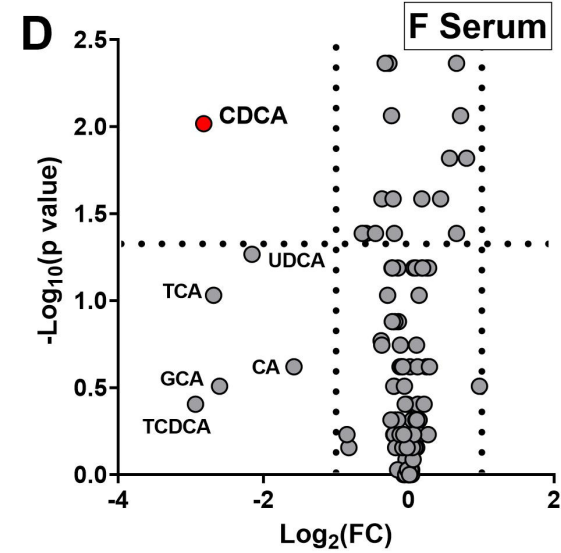 D
F Serum
2.5
2.0
1.5
1.0
0.5
0.0
-Log10(p value)
CDCA
UDCA
TCA
CA
GCA
TCDCA
-4
-2
0
2
Log2(FC)